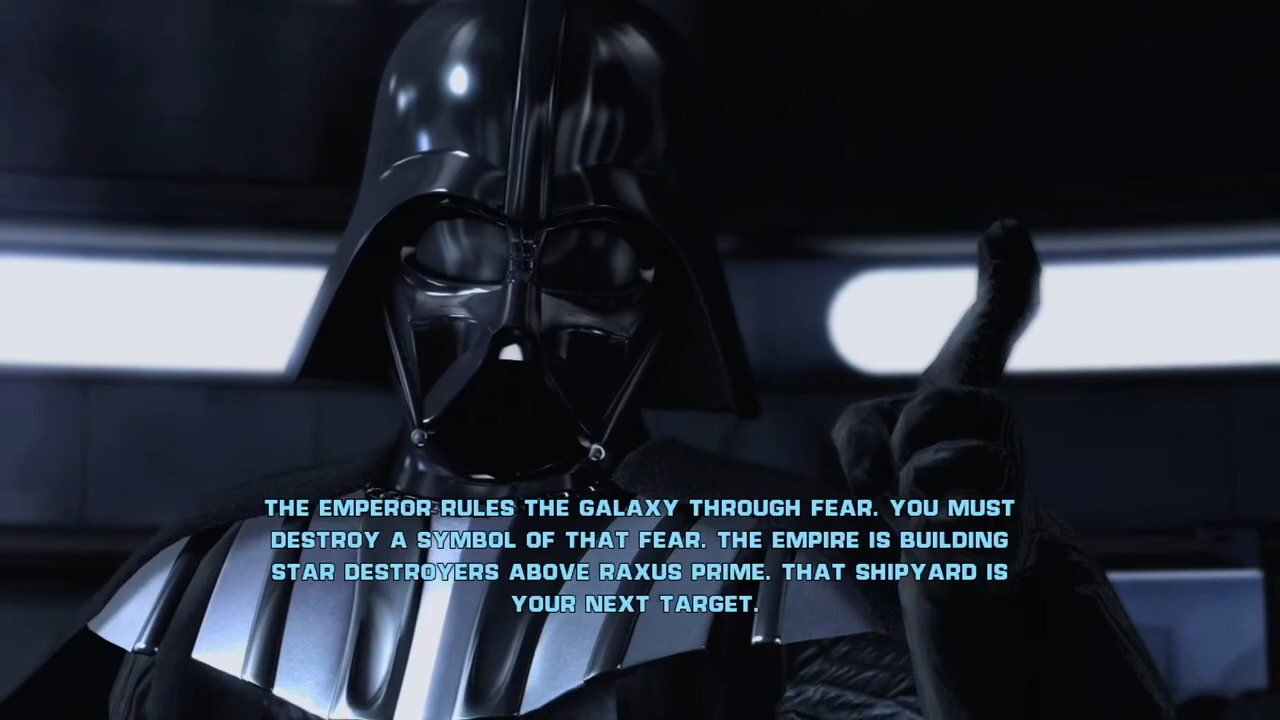 THE EMPEROR RULES THE GALAXY THROUGH FEAR. YOU MUST
DESTROY A SYMBOL OF THAT FEAR. THE EMPIRE IS BUILDING
STAR DESTROYERS ABOVE RAXUS PRIME. THAT SHIPYARD IS
YOUR NEXT TARGET.